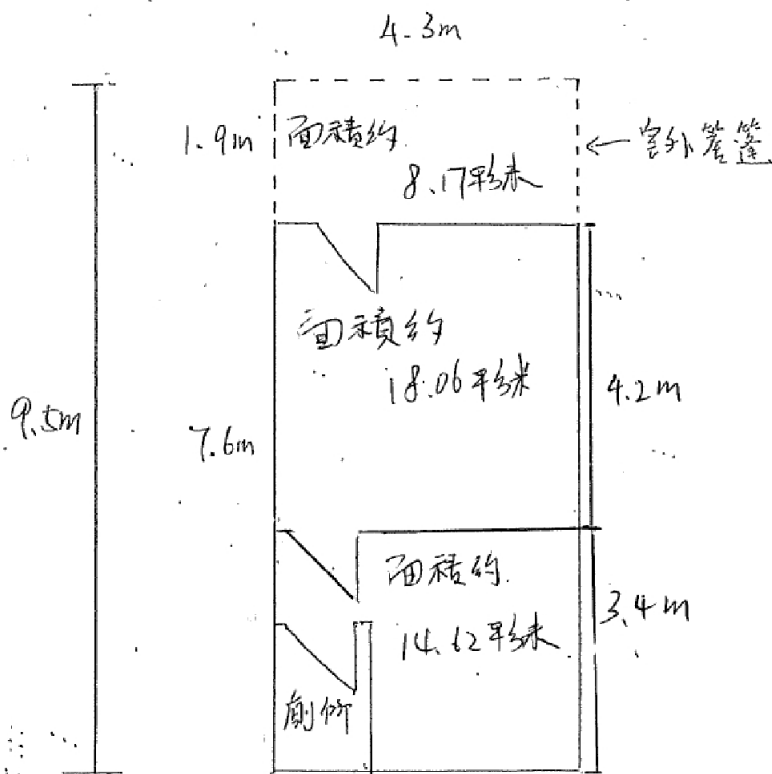 4.3m
1.9m
面積約
8.17平方米
←室外簷篷
面積約
18.06平方米
4.2m
9.5m
7.6m
面積約
14.62平方米
3.4m
廁所